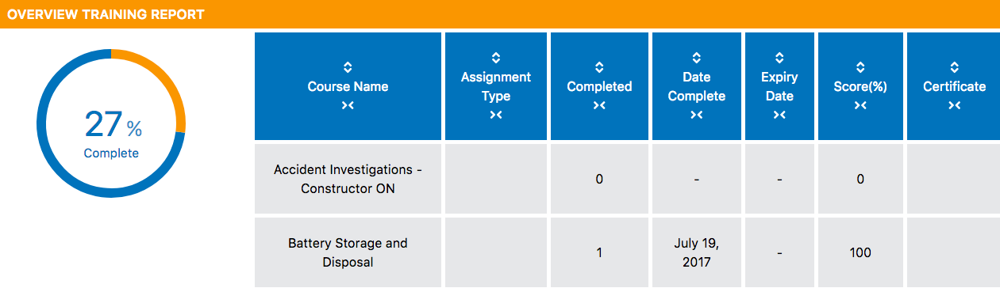 OVERVIEW TRAINING REPORT
27 %
Complete
Course Name
Assignment
Type
Completed
Date
Complete
Expiry
Date
Score(%)
Certificate
Accident Investigations -
Constructor ON
0
-
-
0
Battery Storage and
Disposal
1
July 19,
2017
-
100